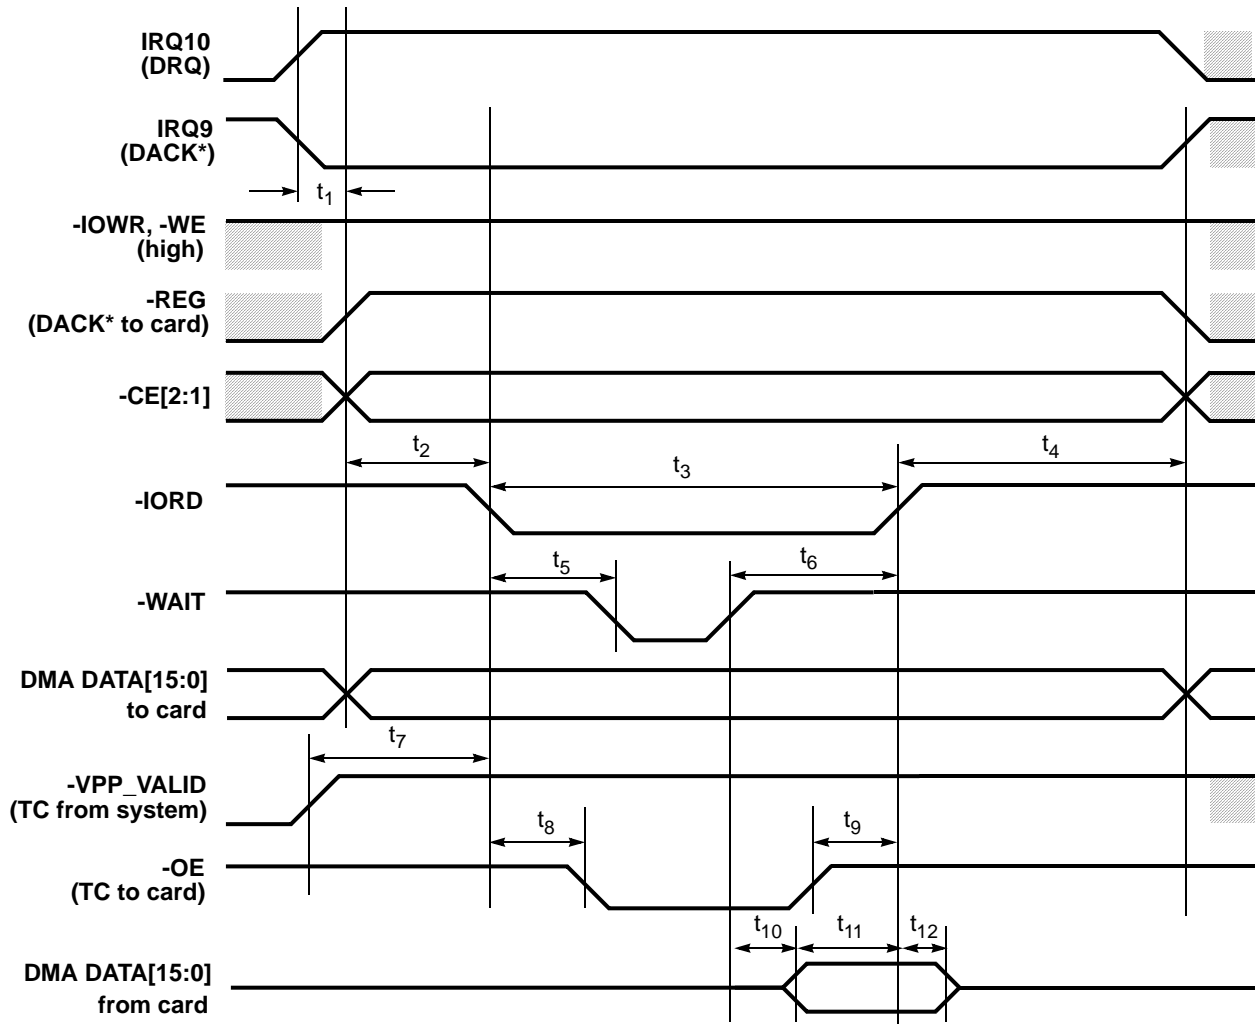 IRQ10
(DRQ)
IRQ9
(DACK*)
t1
-IOWR, -WE
(high)
-REG
(DACK* to card)
-CE[2:1]
t2
t4
t3
-IORD
t5
t6
-WAIT
DMA DATA[15:0]
to card
t7
-VPP_VALID
(TC from system)
t8
t9
-OE
(TC to card)
t10
t11
t12
DMA DATA[15:0]
from card